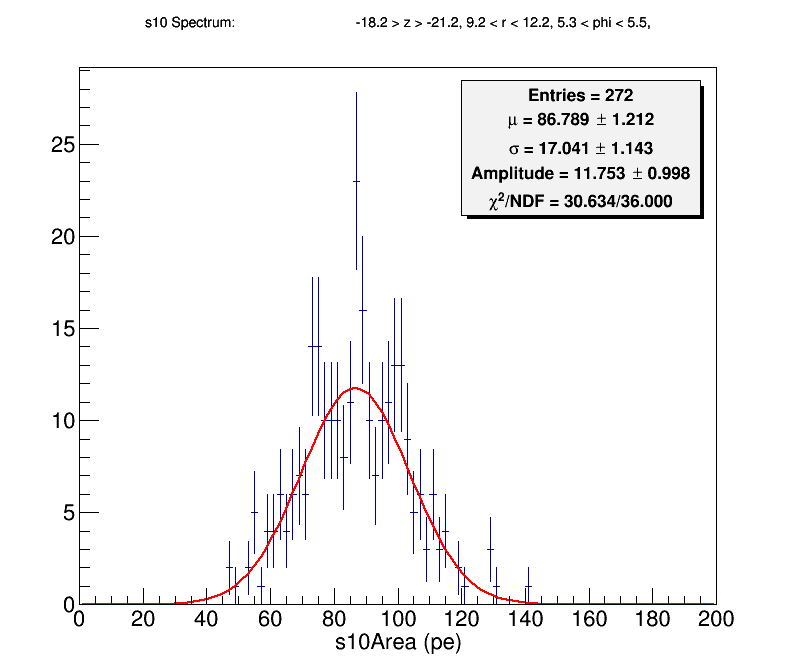 s10 Spectrum: -18.2 > z > -21.2, 9.2 < r < 12.2, 5.3 < phi < 5.5,
Entries = 272
μ = 86.789 ± 1.212
σ = 17.041 ± 1.143
Amplitude = 11.753 ± 0.998
χ²/NDF = 30.634/36.000
25
20
15
10
5
0
0 20 40 60 80 100 120 140 160 180 200
s10Area (pe)